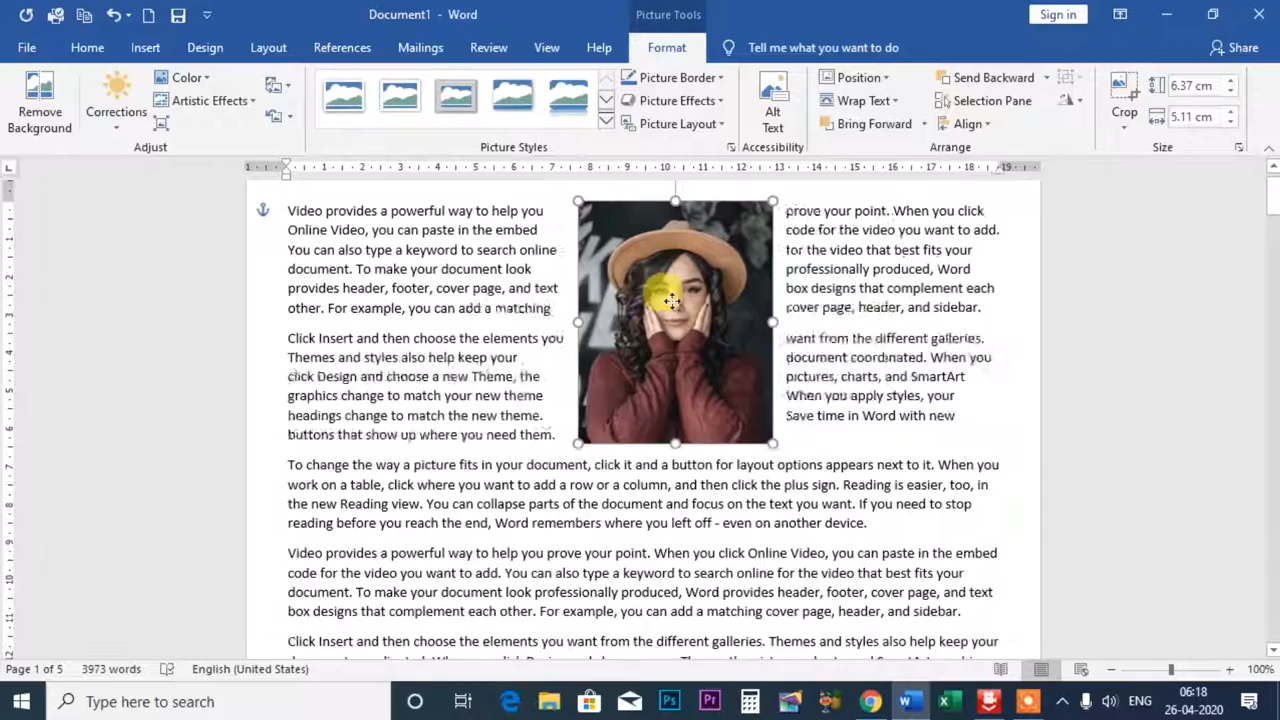 Document1 - Word
Picture Tools
Sign in
File Home Insert Design Layout References Mailings Review View Help Format Tell me what you want to do Share
Remove Background
Corrections
Color
Artistic Effects
Adjust
Picture Styles
Picture Border
Picture Effects
Picture Layout
Alt Text
Accessibility
Position
Wrap Text
Bring Forward
Send Backward
Selection Pane
Align
Arrange
Crop
6.37 cm
5.11 cm
Size
1 1 2 3 4 5 6 7 8 9 10 11 12 13 14 15 16 17 18 19
Video provides a powerful way to help you prove your point. When you click
Online Video, you can paste in the embed code for the video you want to add.
You can also type a keyword to search online for the video that best fits your
document. To make your document look professionally produced, Word
provides header, footer, cover page, and text box designs that complement each
other. For example, you can add a matching cover page, header, and sidebar.
Click Insert and then choose the elements you want from the different galleries.
Themes and styles also help keep your document coordinated. When you
click Design and choose a new Theme, the pictures, charts, and SmartArt
graphics change to match your new theme When you apply styles, your
headings change to match the new theme. Save time in Word with new
buttons that show up where you need them.
To change the way a picture fits in your document, click it and a button for layout options appears next to it. When you
work on a table, click where you want to add a row or a column, and then click the plus sign. Reading is easier, too, in
the new Reading view. You can collapse parts of the document and focus on the text you want. If you need to stop
reading before you reach the end, Word remembers where you left off - even on another device.
Video provides a powerful way to help you prove your point. When you click Online Video, you can paste in the embed
code for the video you want to add. You can also type a keyword to search online for the video that best fits your
document. To make your document look professionally produced, Word provides header, footer, cover page, and text
box designs that complement each other. For example, you can add a matching cover page, header, and sidebar.
Click Insert and then choose the elements you want from the different galleries. Themes and styles also help keep your
Page 1 of 5 3973 words English (United States) 100%
Type here to search
ENG
06:18
26-04-2020